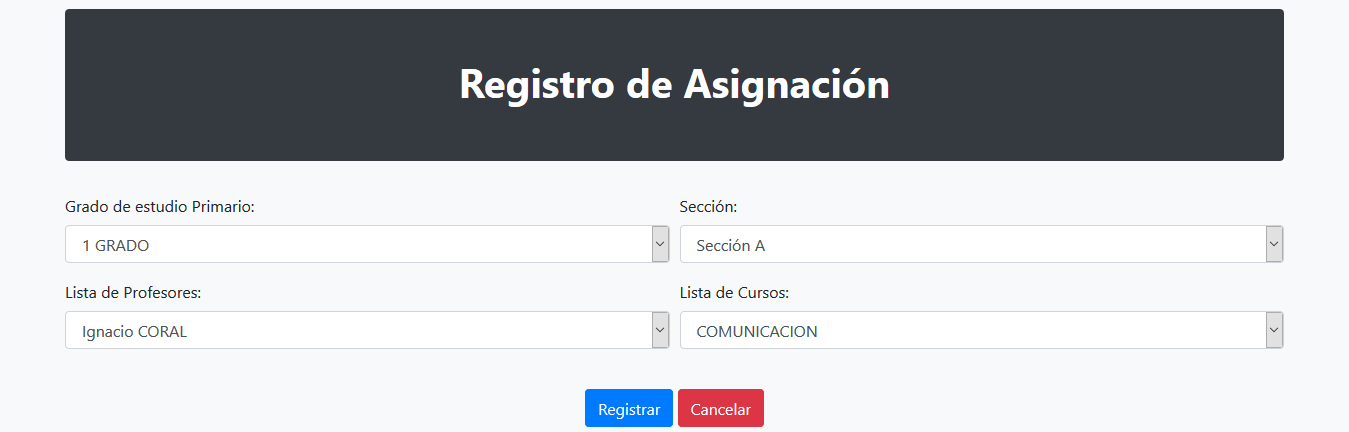 Registro de Asignación
Grado de estudio Primario:
Sección:
1 GRADO
Sección A
Lista de Profesores:
Lista de Cursos:
Ignacio CORAL
COMUNICACION
Registrar
Cancelar